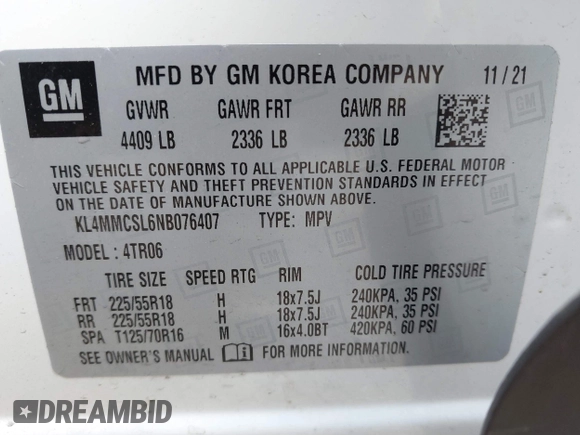 GM
MFD BY GM KOREA COMPANY 11/21
GVWR GAWR FRT GAWR RR
4409 LB 2336 LB 2336 LB
THIS VEHICLE CONFORMS TO ALL APPLICABLE U.S. FEDERAL MOTOR
VEHICLE SAFETY AND THEFT PREVENTION STANDARDS IN EFFECT
ON THE DATE OF MANUFACTURE SHOWN ABOVE.
KL4MMCSL6NB076407 TYPE: MPV
MODEL: 4TR06
TIRE SIZE SPEED RTG RIM COLD TIRE PRESSURE
FRT 225/55R18 H 18x7.5J 240KPA, 35 PSI
RR 225/55R18 H 18x7.5J 240KPA, 35 PSI
SPA T125/70R16 M 16x4.0BT 420KPA, 60 PSI
SEE OWNER'S MANUAL FOR MORE INFORMATION.
DREAMBID